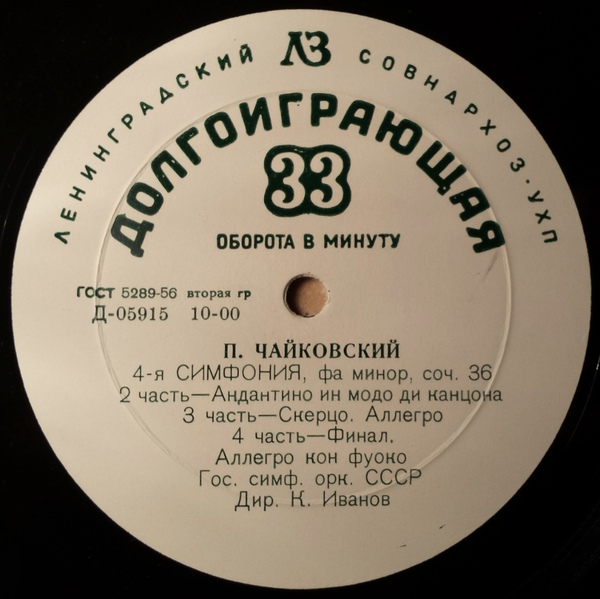 ЛЕНИНГРАДСКИЙ ЛЗ СОВНАРХОЗ·УХП
ДОЛГОИГРАЮЩАЯ
33
ОБОРОТА В МИНУТУ
ГОСТ 5289-56 вторая гр
Д-05915 10-00
П. ЧАЙКОВСКИЙ
4-я СИМФОНИЯ, фа минор, соч. 36
2 часть—Андантино ин модо ди канцона
3 часть—Скерцо. Аллегро
4 часть—Финал.
Аллегро кон фуоко
Гос. симф. орк. СССР
Дир. К. Иванов